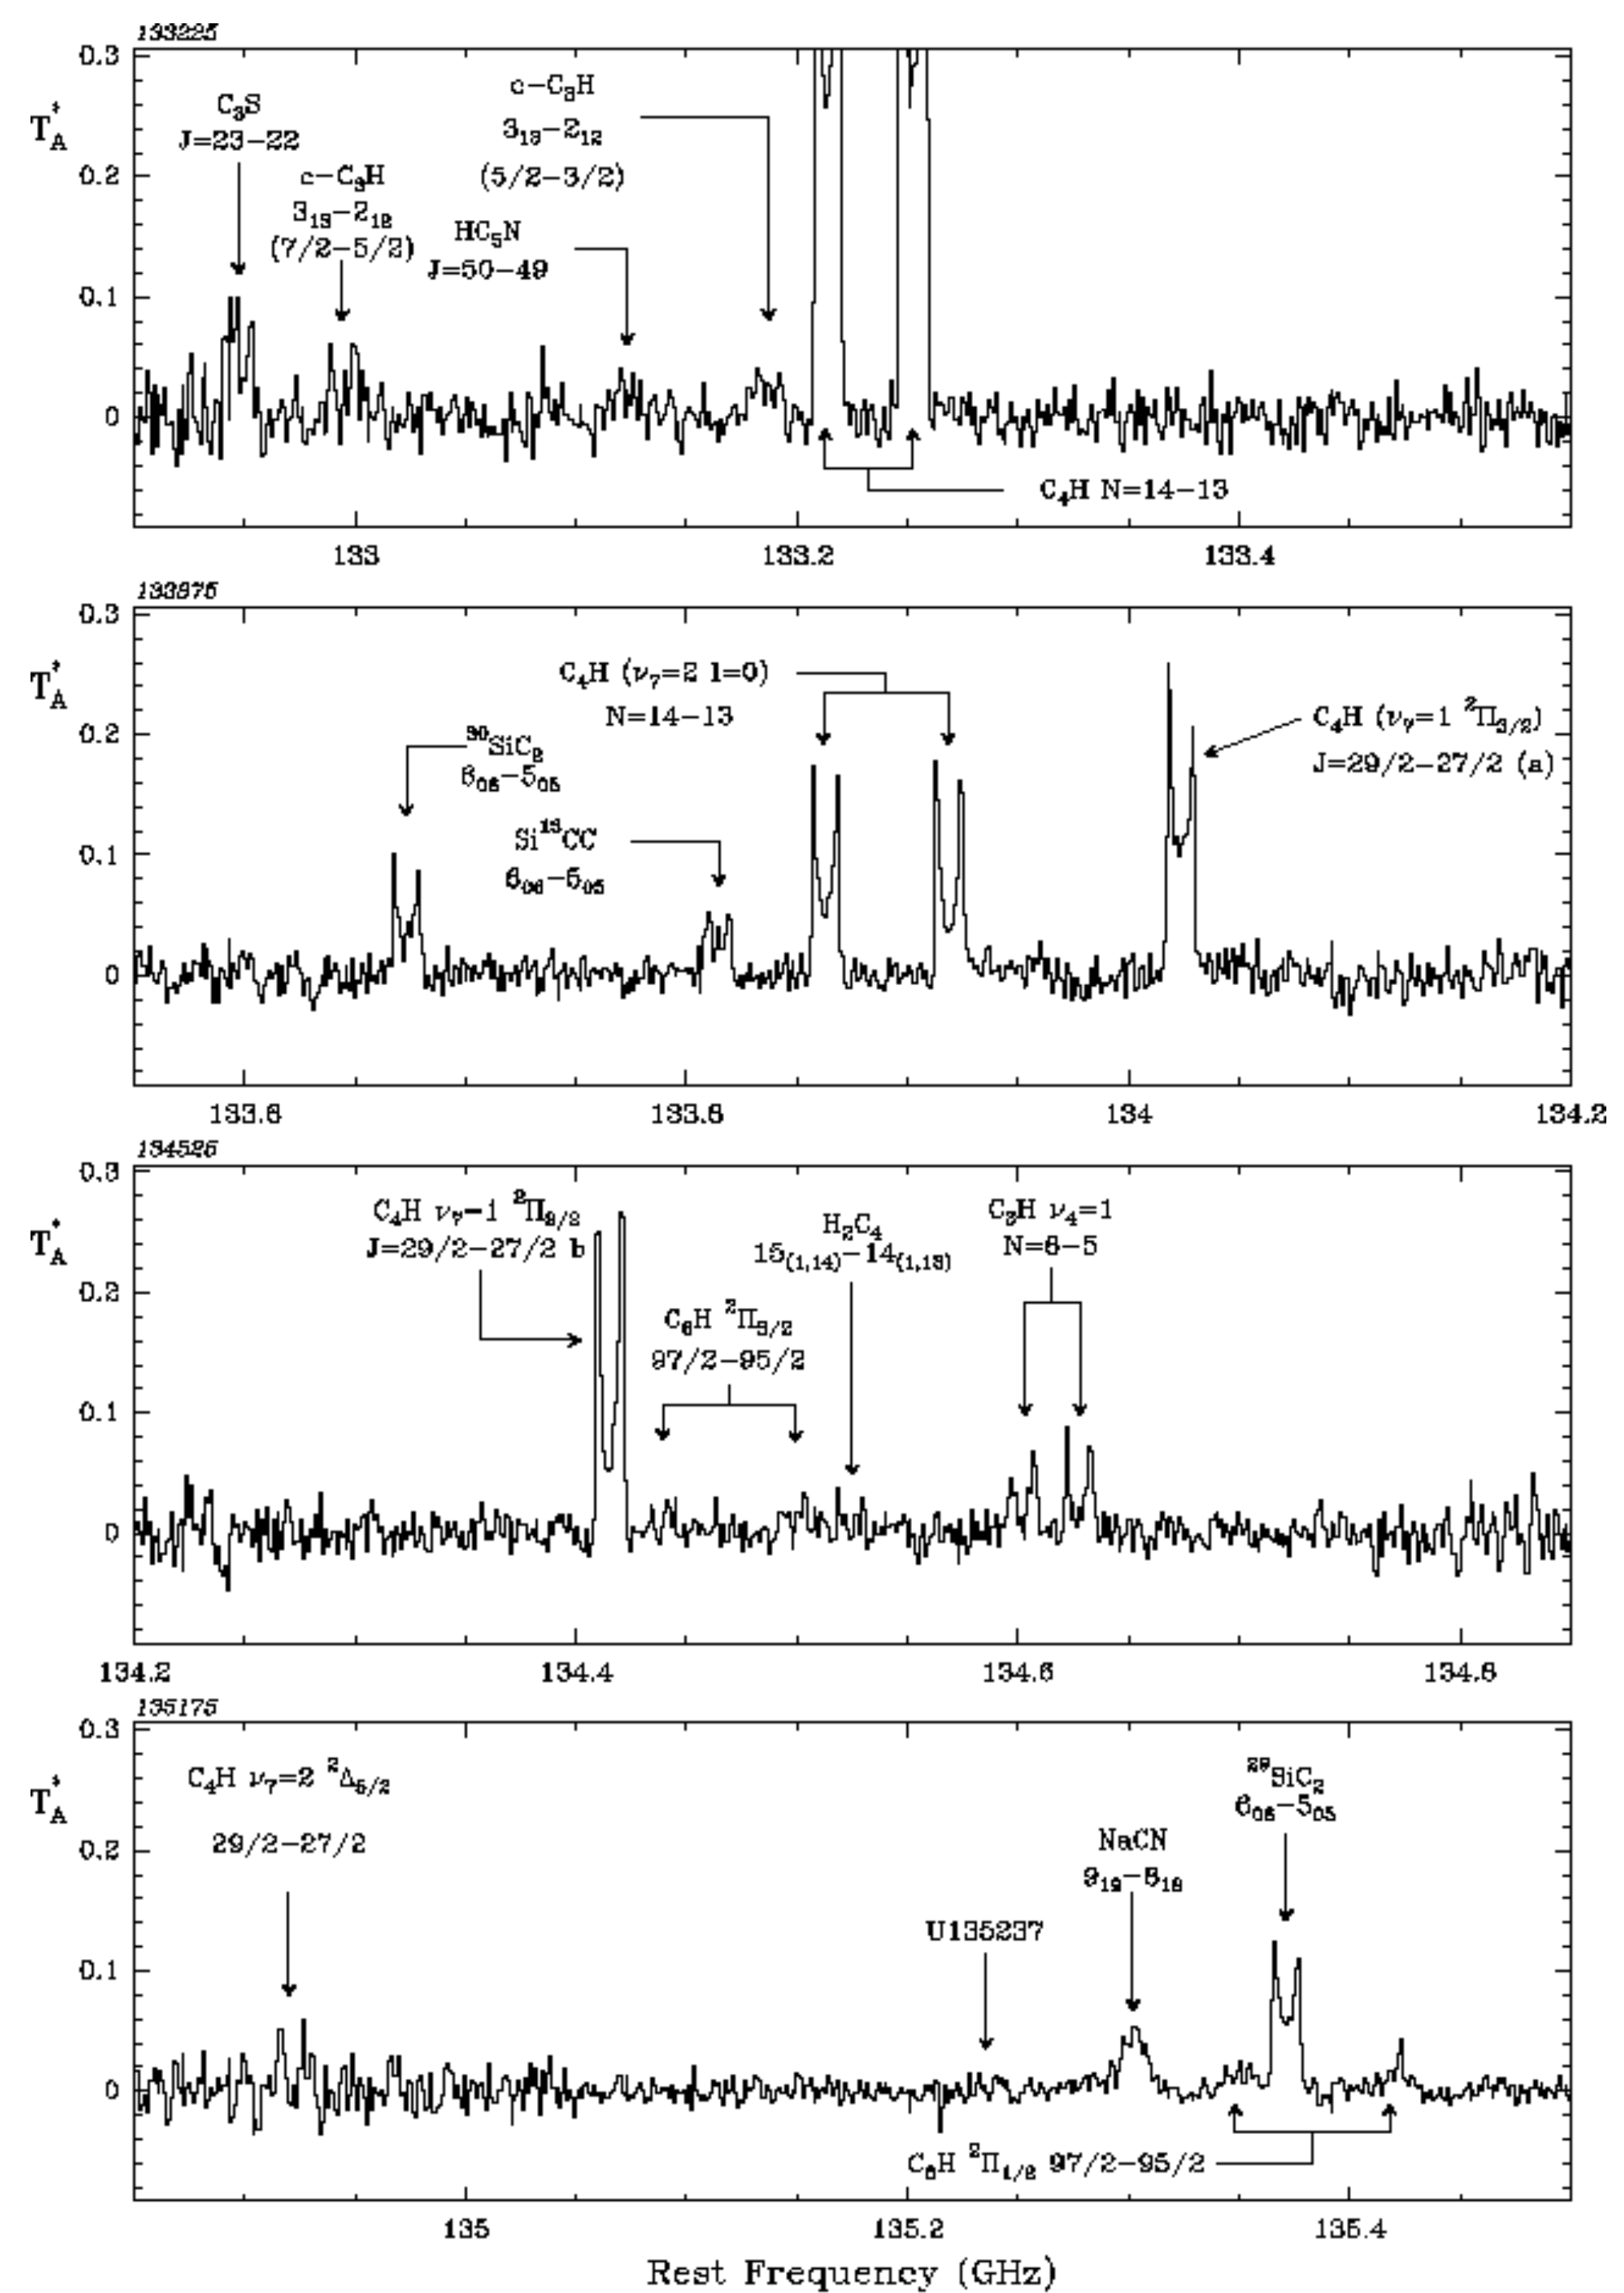 133225
0.3
c-C₃H
C₃S
T*A
3₁₃-2₁₂
J=23-22
0.2
c-C₃H
(5/2-3/2)
3₁₃-2₁₂
HC₅N
(7/2-5/2)
J=50-49
0.1
0
C₄H N=14-13
133
133.2
133.4
133875
0.3
C₄H (ν₇=2 l=0)
T*A
N=14-13
C₄H (ν₇=1 ²Π₃/₂)
0.2
³⁰SiC₂
J=29/2-27/2 (a)
6₀₆-5₀₅
Si¹³CC
0.1
6₀₆-5₀₅
0
133.6
133.8
134
134.2
134525
0.3
C₄H ν₇=1 ²Π₃/₂
H₂C₄
C₂H ν₄=1
T*A
J=29/2-27/2 b
15(1,14)-14(1,13)
N=6-5
0.2
C₆H ²Π₃/₂
97/2-95/2
0.1
0
134.2
134.4
134.6
134.8
135175
0.3
C₄H ν₇=2 ²Δ₅/₂
²⁹SiC₂
T*A
6₀₆-5₀₅
0.2
29/2-27/2
NaCN
9₁₉-8₁₈
U135237
0.1
0
C₆H ²Π₁/₂ 97/2-95/2
135
135.2
135.4
Rest Frequency (GHz)